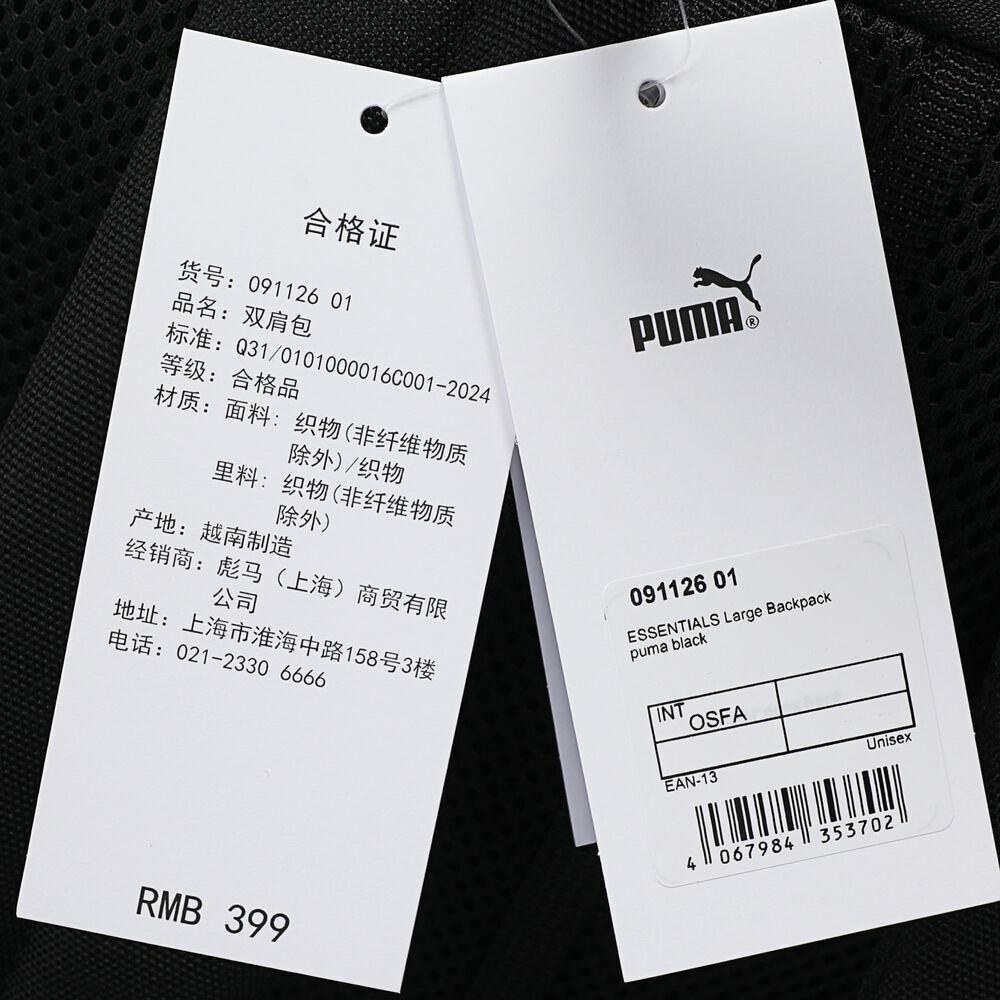 合格证
货号: 091126 01
品名: 双肩包
标准: Q31/0101000016C001-2024
等级: 合格品
材质: 面料: 织物(非纤维物质
除外)/织物
里料: 织物(非纤维物质
除外)
产地: 越南制造
经销商: 彪马（上海）商贸有限
公司
地址: 上海市淮海中路158号3楼
电话: 021-2330 6666
RMB 399
PUMA®
091126 01
ESSENTIALS Large Backpack
puma black
INT OSFA
Unisex
EAN-13
4 067984 353702